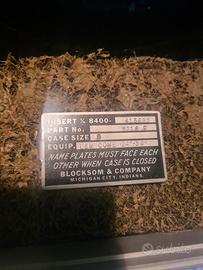 INSERT % 8400-
PART No.
CASE SIZE
EQUIP.
NAME PLATES MUST FACE EACH
OTHER WHEN CASE IS CLOSED
BLOCKSOM & COMPANY
MICHIGAN CITY, INDIANA